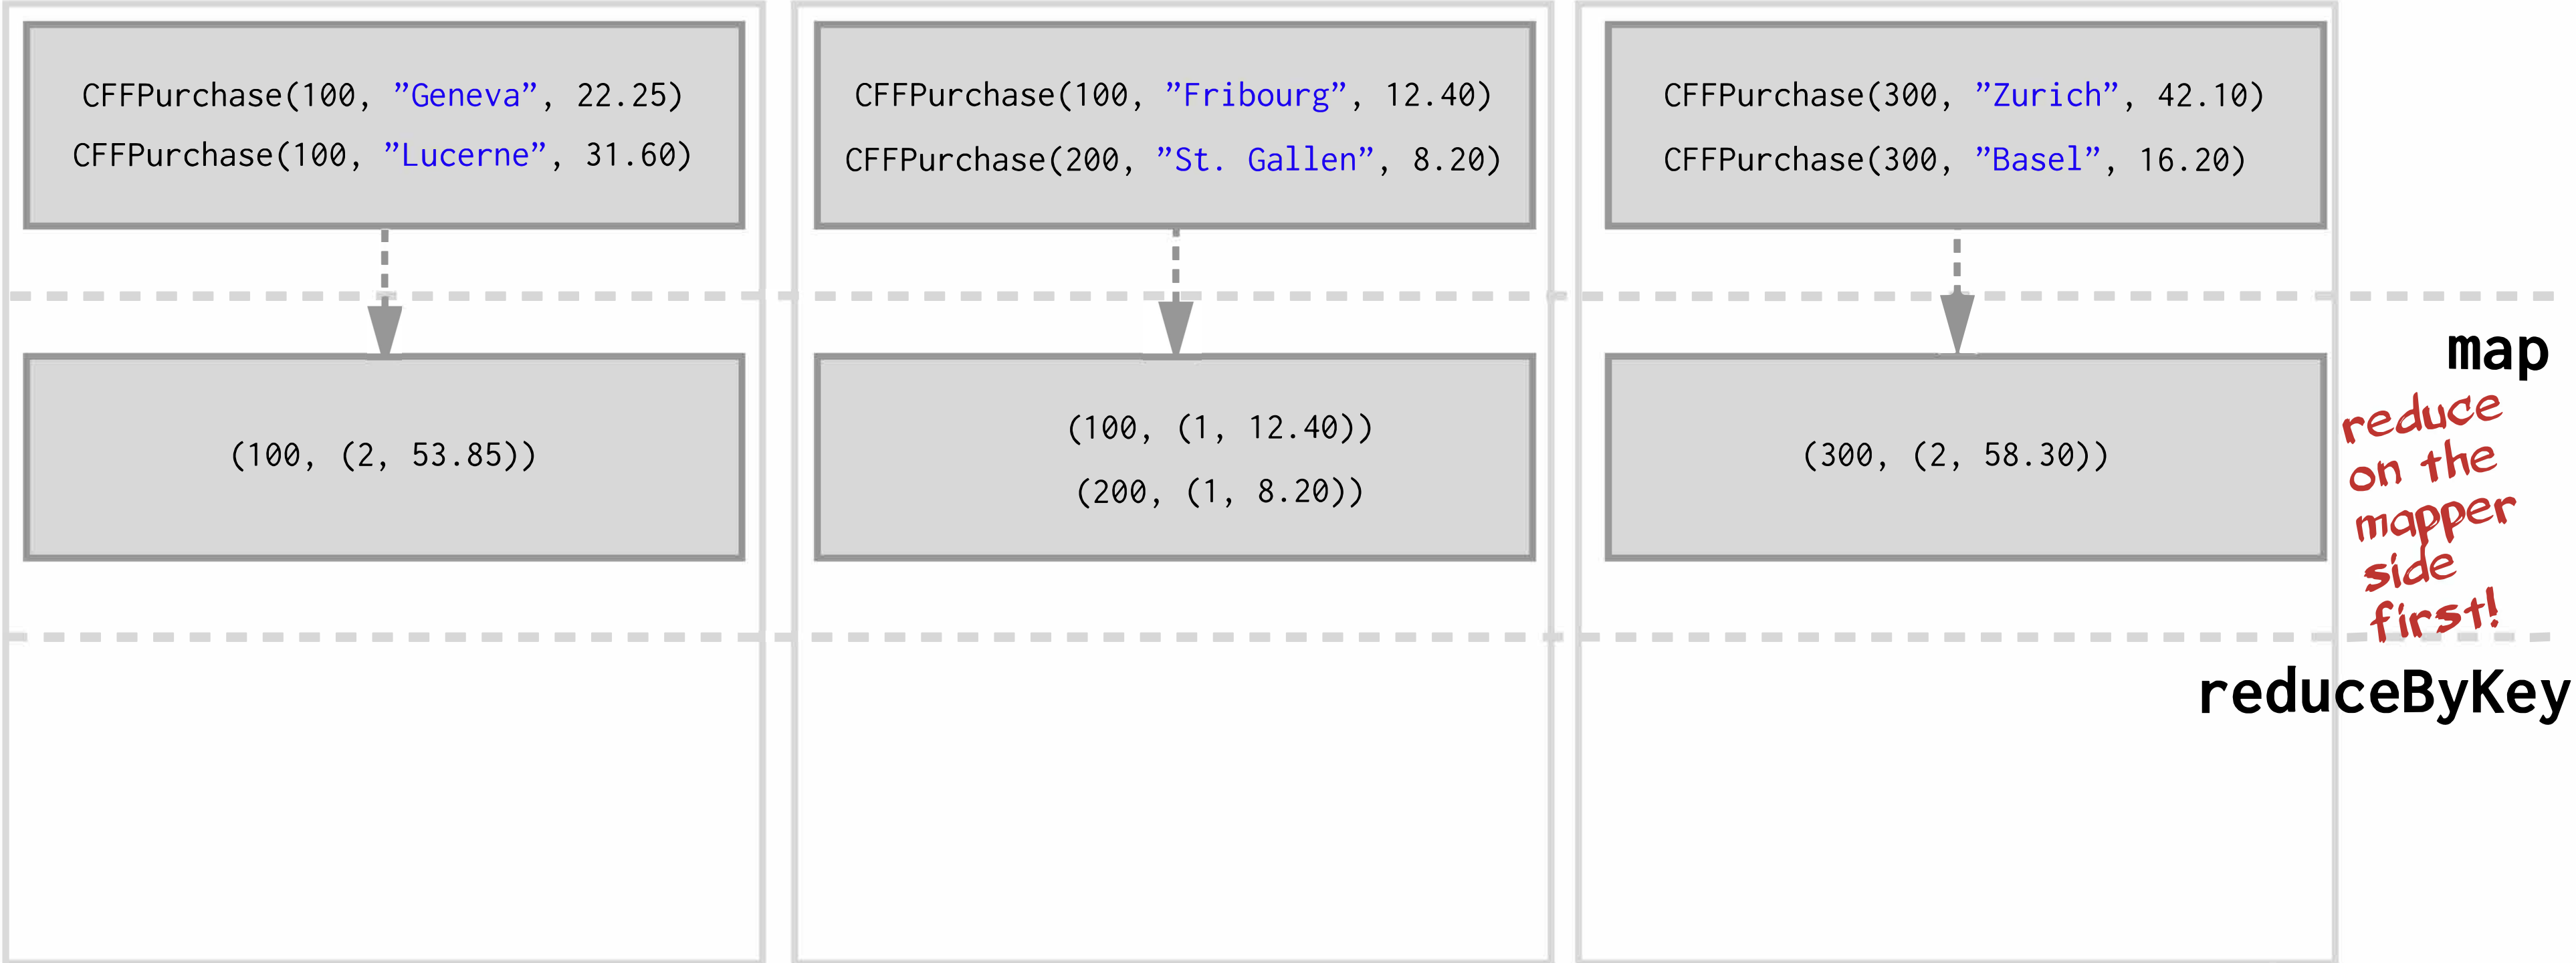 CFFPurchase(100, ”Geneva”, 22.25)
CFFPurchase(100, ”Lucerne”, 31.60)
CFFPurchase(100, ”Fribourg”, 12.40)
CFFPurchase(200, ”St. Gallen”, 8.20)
CFFPurchase(300, ”Zurich”, 42.10)
CFFPurchase(300, ”Basel”, 16.20)
map
(100, (2, 53.85))
(100, (1, 12.40))
(200, (1, 8.20))
(300, (2, 58.30))
reduce
on the
mapper
side
first!
reduceByKey